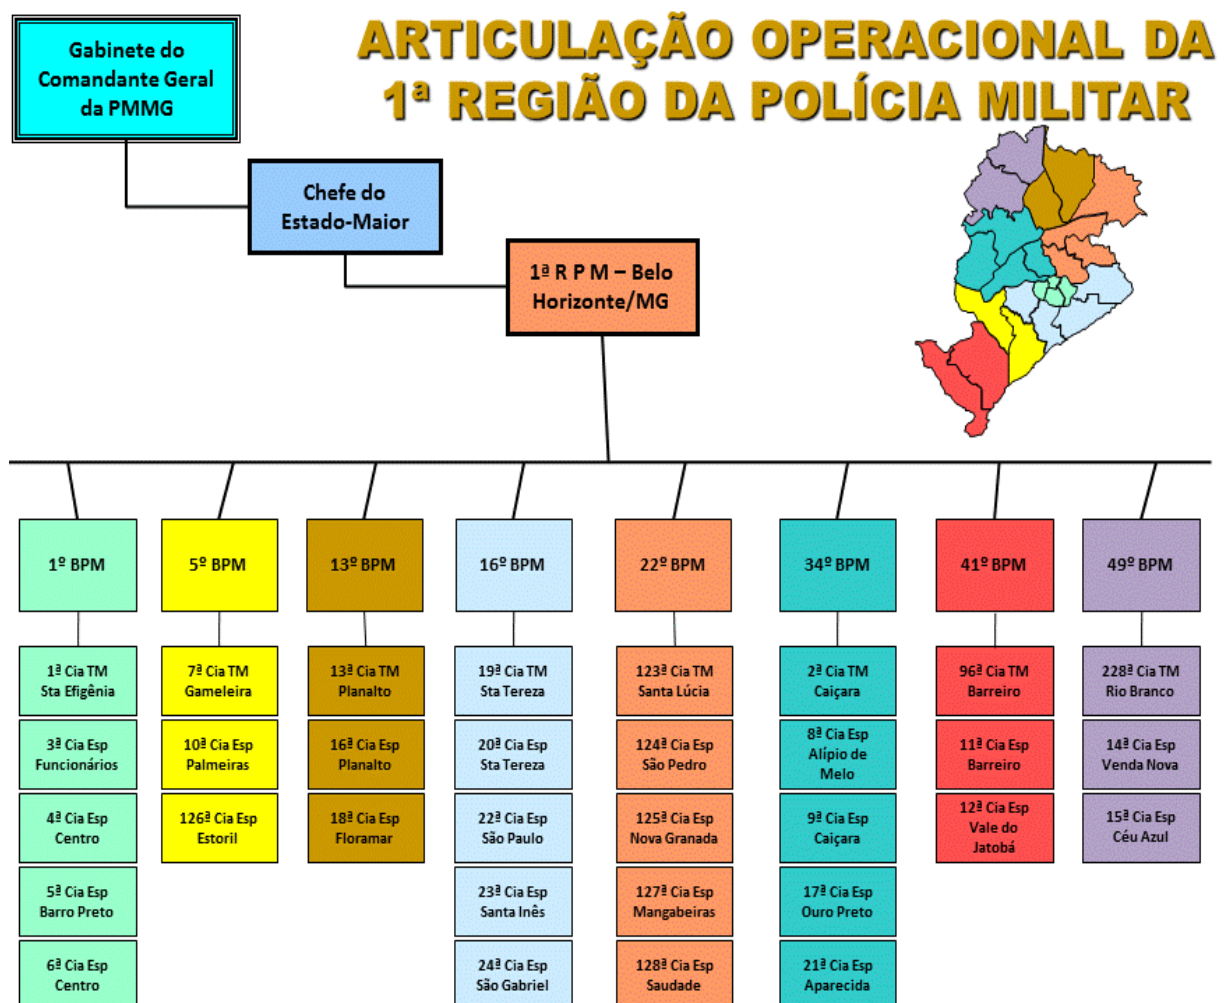 ARTICULAÇÃO OPERACIONAL DA
1ª REGIÃO DA POLÍCIA MILITAR
Gabinete do
Comandante Geral
da PMMG
Chefe do
Estado-Maior
1ª R P M – Belo
Horizonte/MG
1º BPM
5º BPM
13º BPM
16º BPM
22º BPM
34º BPM
41º BPM
49º BPM
1ª Cia TM
Sta Efigênia
3ª Cia Esp
Funcionários
4ª Cia Esp
Centro
5ª Cia Esp
Barro Preto
6ª Cia Esp
Centro
7ª Cia TM
Gameleira
10ª Cia Esp
Palmeiras
126ª Cia Esp
Estoril
13ª Cia TM
Planalto
16ª Cia Esp
Planalto
18ª Cia Esp
Floramar
19ª Cia TM
Sta Tereza
20ª Cia Esp
Sta Tereza
22ª Cia Esp
São Paulo
23ª Cia Esp
Santa Inês
24ª Cia Esp
São Gabriel
123ª Cia TM
Santa Lúcia
124ª Cia Esp
São Pedro
125ª Cia Esp
Nova Granada
127ª Cia Esp
Mangabeiras
128ª Cia Esp
Saudade
2ª Cia TM
Caiçara
8ª Cia Esp
Alípio de
Melo
9ª Cia Esp
Caiçara
17ª Cia Esp
Ouro Preto
21ª Cia Esp
Aparecida
96ª Cia TM
Barreiro
11ª Cia Esp
Barreiro
12ª Cia Esp
Vale do
Jatobá
228ª Cia TM
Rio Branco
14ª Cia Esp
Venda Nova
15ª Cia Esp
Céu Azul